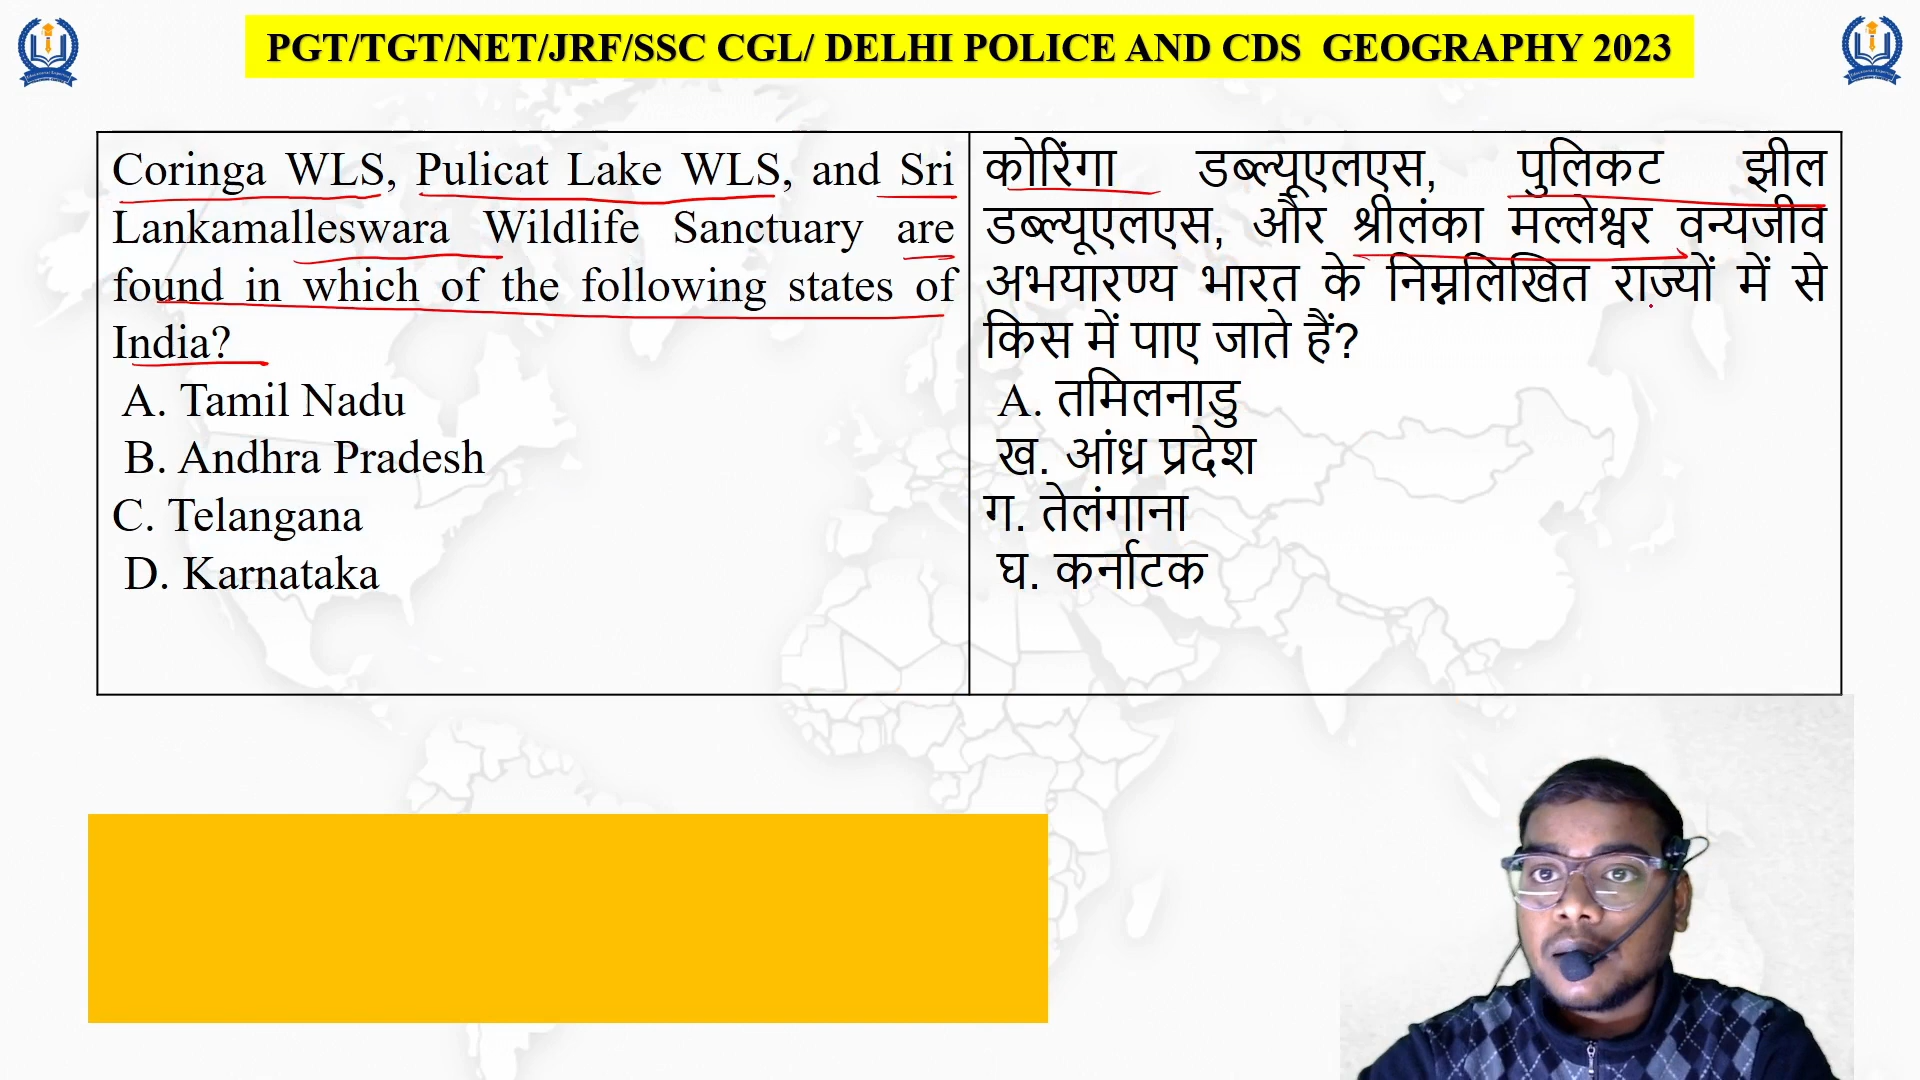 PGT/TGT/NET/JRF/SSC CGL/ DELHI POLICE AND CDS GEOGRAPHY 2023
Coringa WLS, Pulicat Lake WLS, and Sri
Lankamalleswara Wildlife Sanctuary are
found in which of the following states of
India?
A. Tamil Nadu
B. Andhra Pradesh
C. Telangana
D. Karnataka
कोरिंगा डब्ल्यूएलएस, पुलिकट झील
डब्ल्यूएलएस, और श्रीलंका मल्लेश्वर वन्यजीव
अभयारण्य भारत के निम्नलिखित राज्यों में से
किस में पाए जाते हैं?
A. तमिलनाडु
ख. आंध्र प्रदेश
ग. तेलंगाना
घ. कर्नाटक